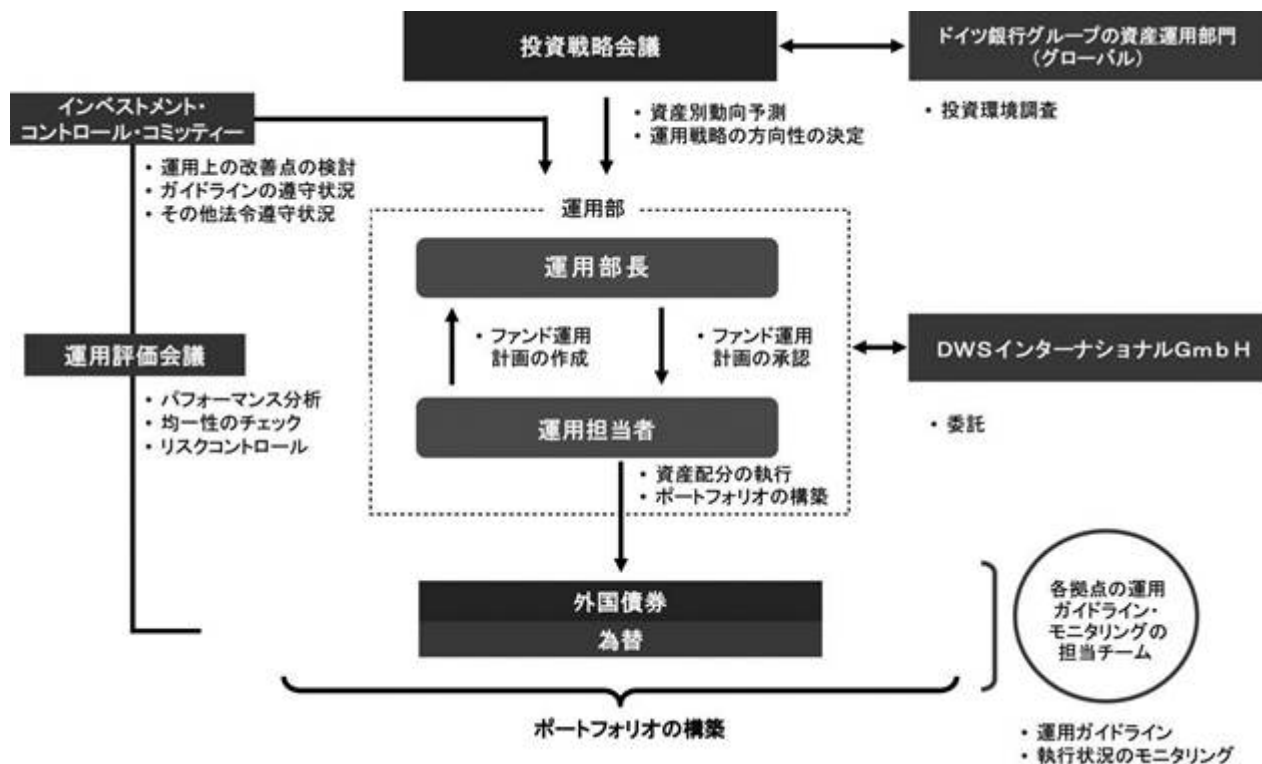 投資戦略会議
ドイツ銀行グループの資産運用部門
(グローバル)
• 投資環境調査
• 資産別動向予測
• 運用戦略の方向性の決定
インベストメント・
コントロール・コミッティー
• 運用上の改善点の検討
• ガイドラインの遵守状況
• その他法令遵守状況
運用部
運用部長
• ファンド運用
計画の作成
• ファンド運用
計画の承認
運用評価会議
• パフォーマンス分析
• 均一性のチェック
• リスクコントロール
DWSインターナショナルGmbH
• 委託
運用担当者
• 資産配分の執行
• ポートフォリオの構築
外国債券
為替
各拠点の運用
ガイドライン・
モニタリングの
担当チーム
ポートフォリオの構築
• 運用ガイドライン
• 執行状況のモニタリング